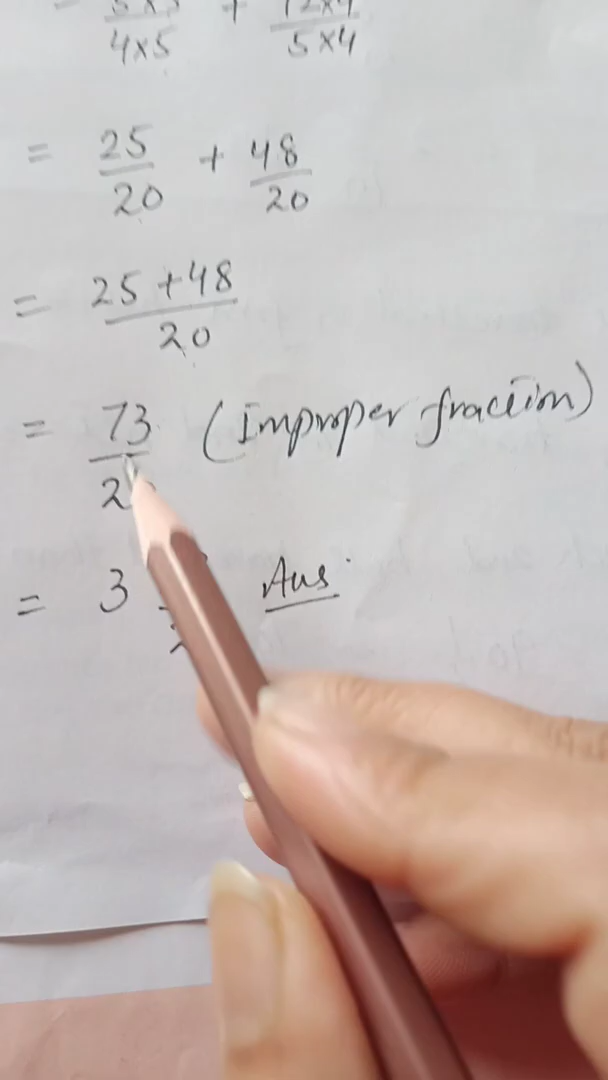 4×5 5×4
= 25/20 + 48/20
= 25+48/20
= 73/2 (Improper fraction)
= 3 Ans